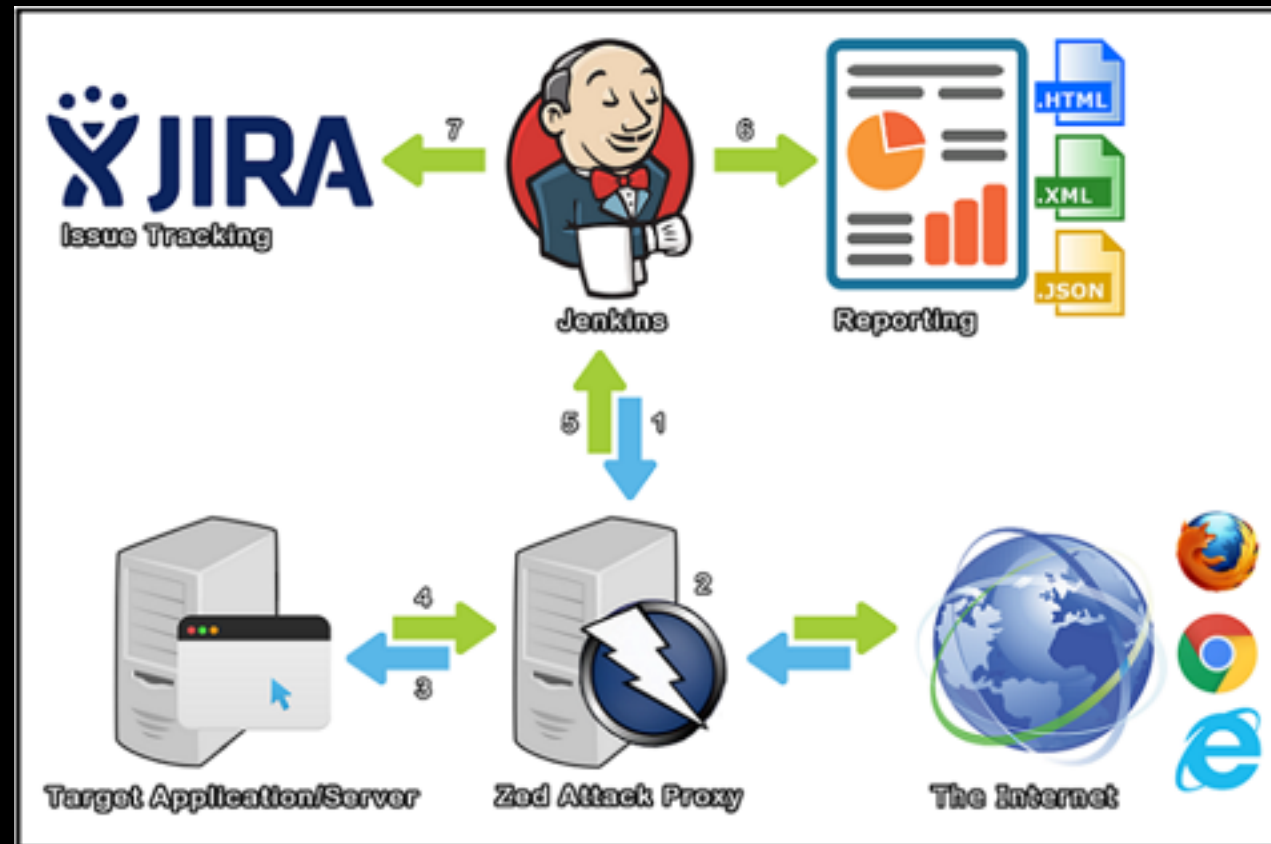 JIRA
Issue Tracking
7
Jenkins
6
Reporting
.HTML
.XML
.JSON
5
1
4
3
2
Target Application/Server
Zed Attack Proxy
The Internet